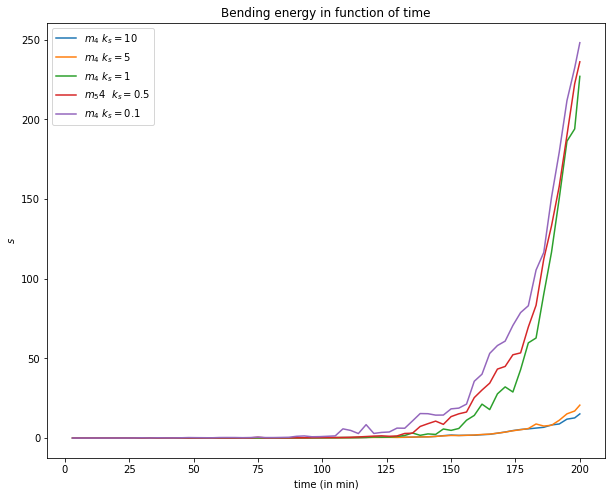 Bending energy in function of time
m₄ kₛ = 10
m₄ kₛ = 5
m₄ kₛ = 1
m₅4 kₛ = 0.5
m₄ kₛ = 0.1
250
200
150
100
50
0
s
0 25 50 75 100 125 150 175 200
time (in min)